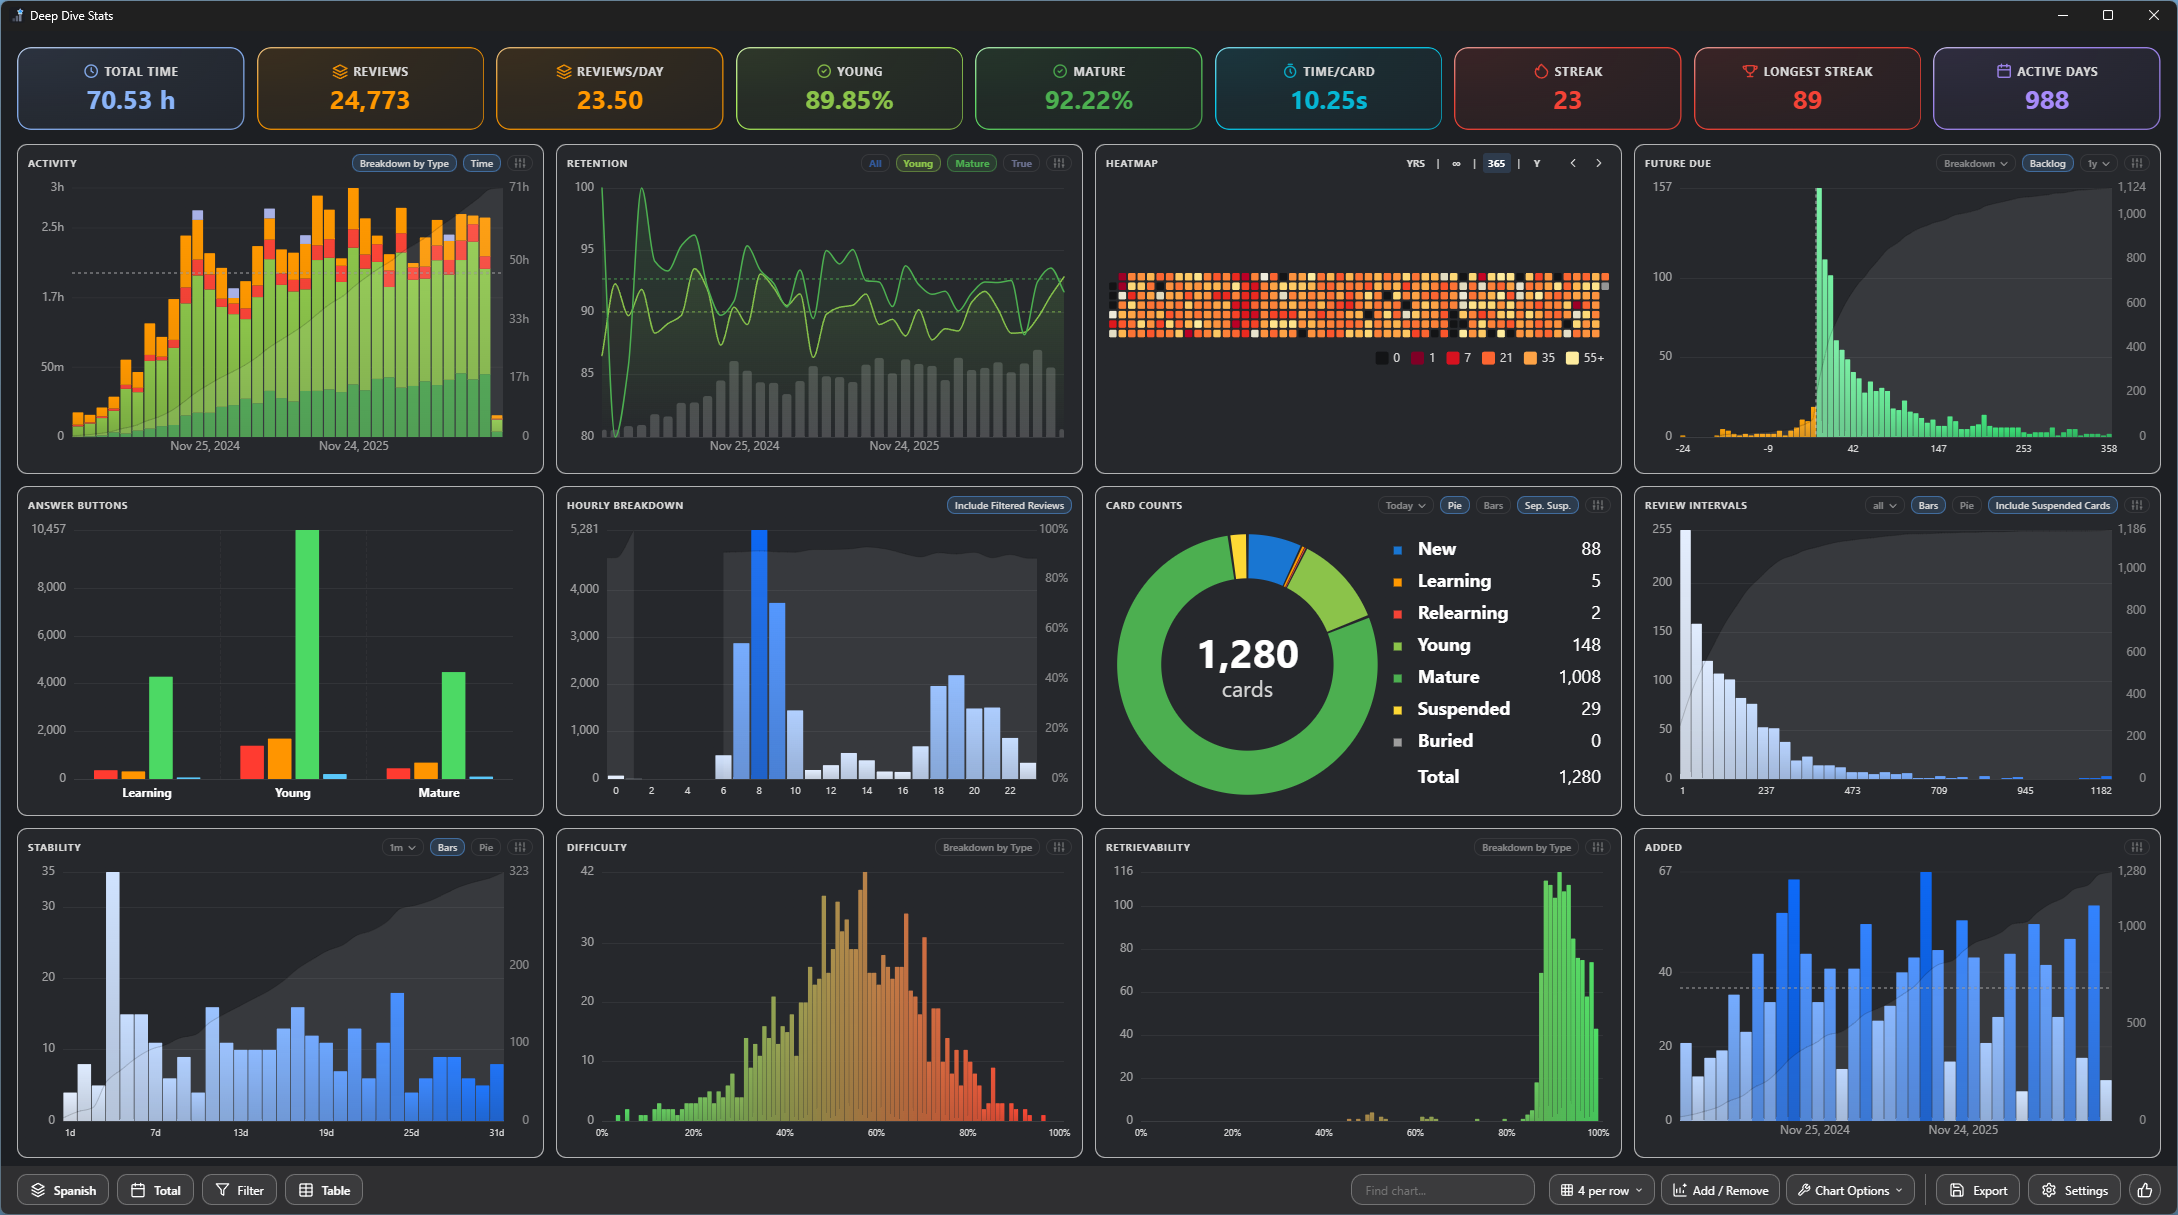 Deep Dive Stats
TOTAL TIME
70.53 h
REVIEWS
24,773
REVIEWS/DAY
23.50
YOUNG
89.85%
MATURE
92.22%
TIME/CARD
10.25s
STREAK
23
LONGEST STREAK
89
ACTIVE DAYS
988
ACTIVITY
Breakdown by Type Time
3h 71h
2.5h
50h
1.7h
33h
50m
17h
0 0
Nov 25, 2024 Nov 24, 2025
RETENTION
All Young Mature True
100
95
90
85
80
Nov 25, 2024 Nov 24, 2025
HEATMAP
YRS | ∞ | 365 | Y
0 1 7 21 35 55+
FUTURE DUE
Breakdown Backlog 1y
157 1,124
1,000
800
100
600
400
50
200
0 0
-24 -9 42 147 253 358
ANSWER BUTTONS
10,457
8,000
6,000
4,000
2,000
0
Learning Young Mature
HOURLY BREAKDOWN
Include Filtered Reviews
5,281 100%
80%
4,000
60%
3,000
40%
2,000
20%
1,000
0 0%
0 2 4 6 8 10 12 14 16 18 20 22
CARD COUNTS
Today Pie Bars Sep. Susp.
1,280
cards
New 88
Learning 5
Relearning 2
Young 148
Mature 1,008
Suspended 29
Buried 0
Total 1,280
REVIEW INTERVALS
all Bars Pie Include Suspended Cards
255 1,186
1,000
200
800
150
600
100
400
50
200
0 0
1 237 473 709 945 1182
STABILITY
1m Bars Pie
35 323
30
200
20
100
10
0 0
1d 7d 13d 19d 25d 31d
DIFFICULTY
Breakdown by Type
42
30
20
10
0
0% 20% 40% 60% 80% 100%
RETRIEVABILITY
Breakdown by Type
116
100
80
60
40
20
0
0% 20% 40% 60% 80% 100%
ADDED
67 1,280
1,000
40
500
20
0 0
Nov 25, 2024 Nov 24, 2025
Spanish Total Filter Table
Find chart... 4 per row Add / Remove Chart Options Export Settings